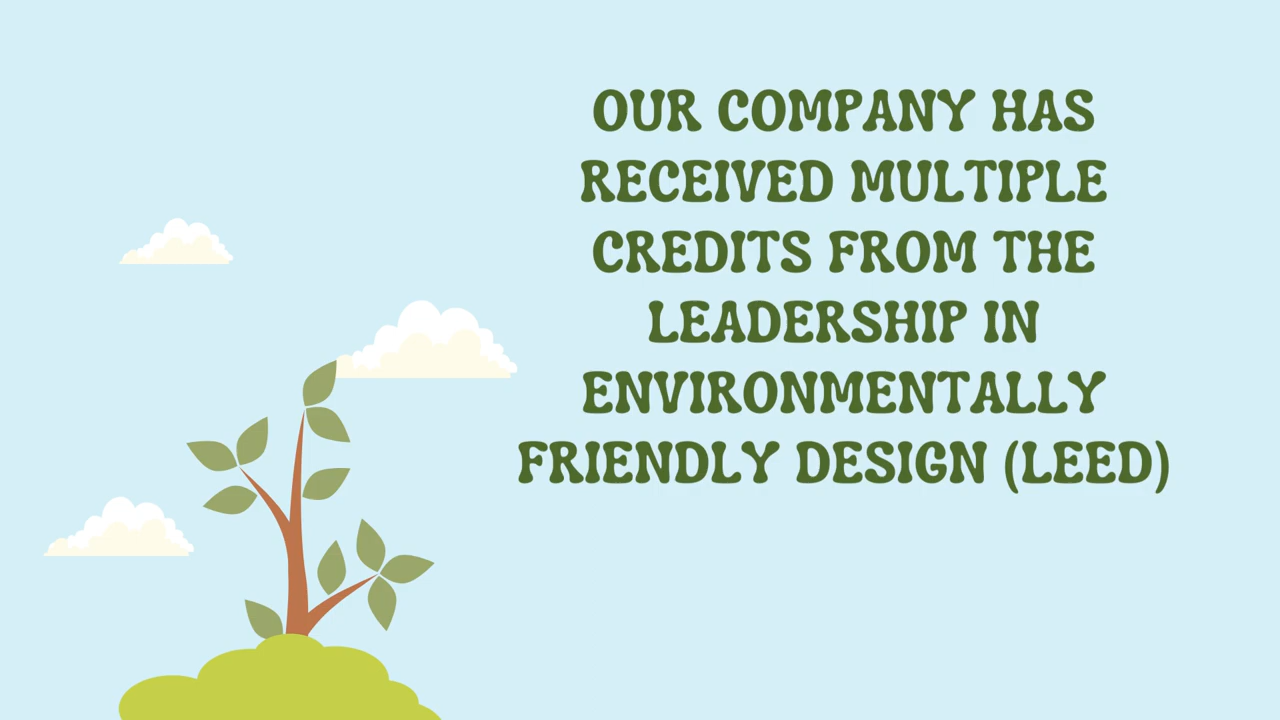 OUR COMPANY HAS
RECEIVED MULTIPLE
CREDITS FROM THE
LEADERSHIP IN
ENVIRONMENTALLY
FRIENDLY DESIGN (LEED)